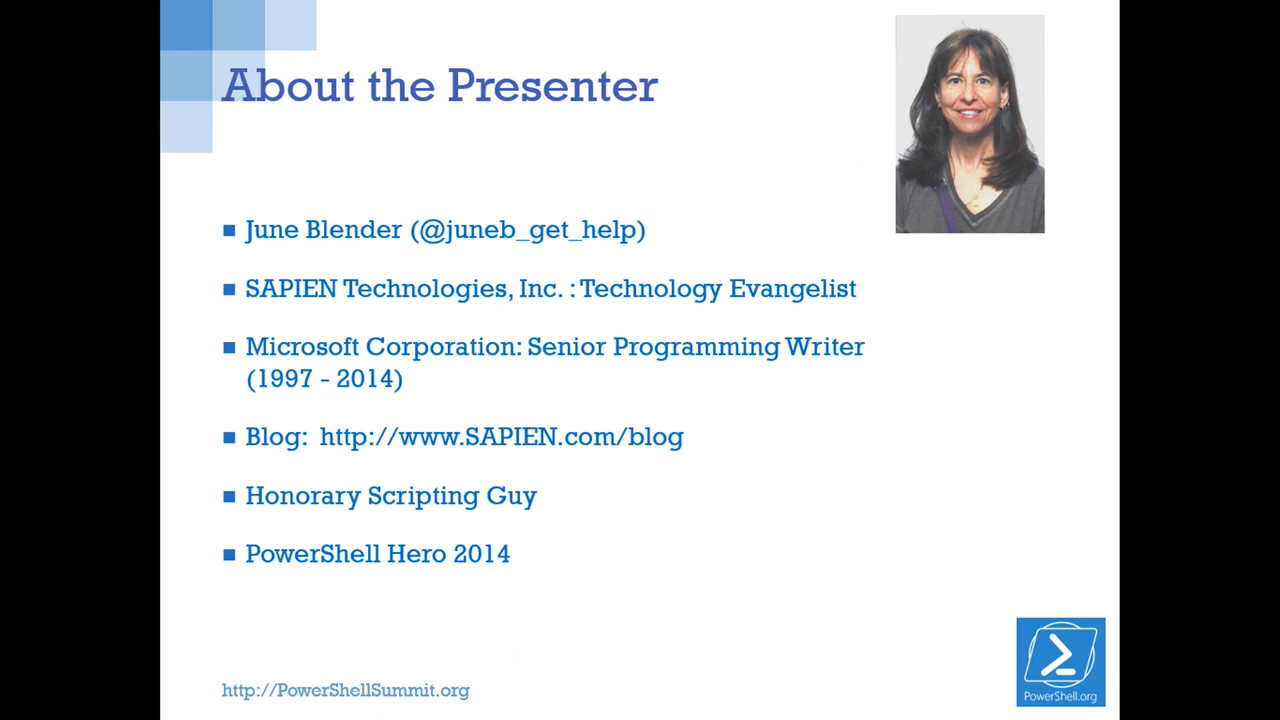 About the Presenter
June Blender (@juneb_get_help)
SAPIEN Technologies, Inc. : Technology Evangelist
Microsoft Corporation: Senior Programming Writer
(1997 - 2014)
Blog: http://www.SAPIEN.com/blog
Honorary Scripting Guy
PowerShell Hero 2014
http://PowerShellSummit.org
PowerShell.org